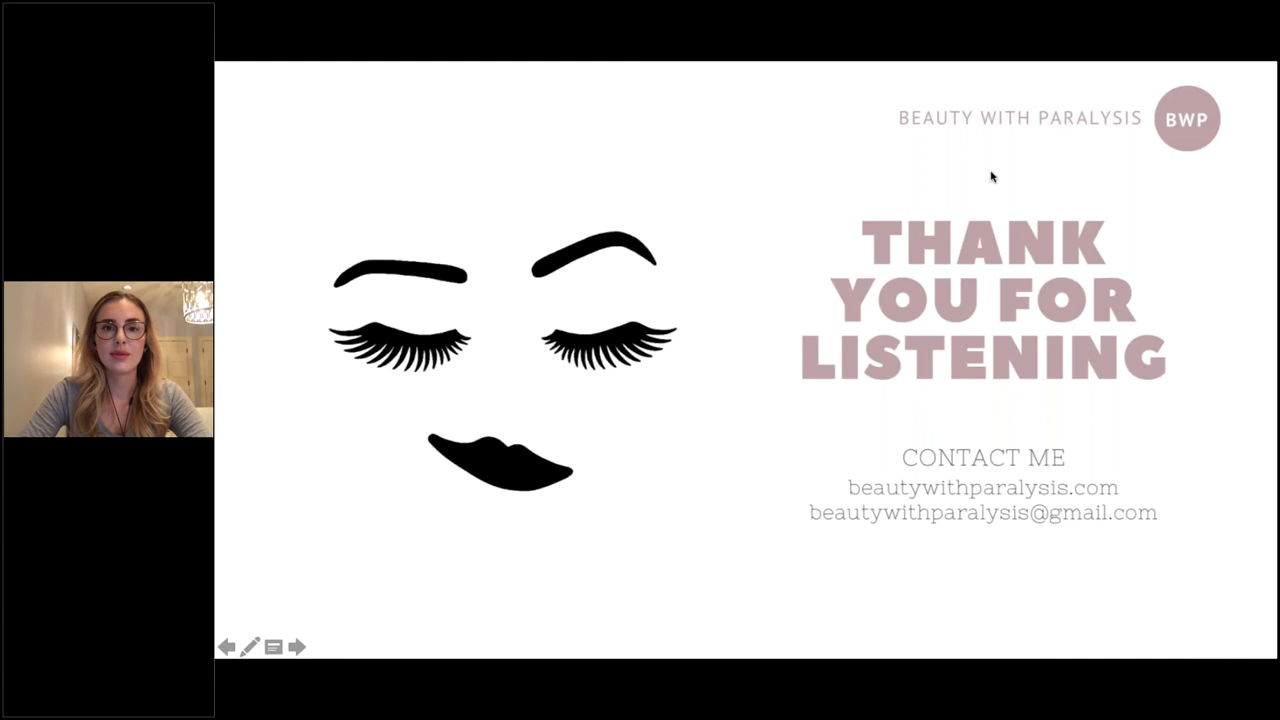 BEAUTY WITH PARALYSIS BWP
THANK
YOU FOR
LISTENING
CONTACT ME
beautywithparalysis.com
beautywithparalysis@gmail.com